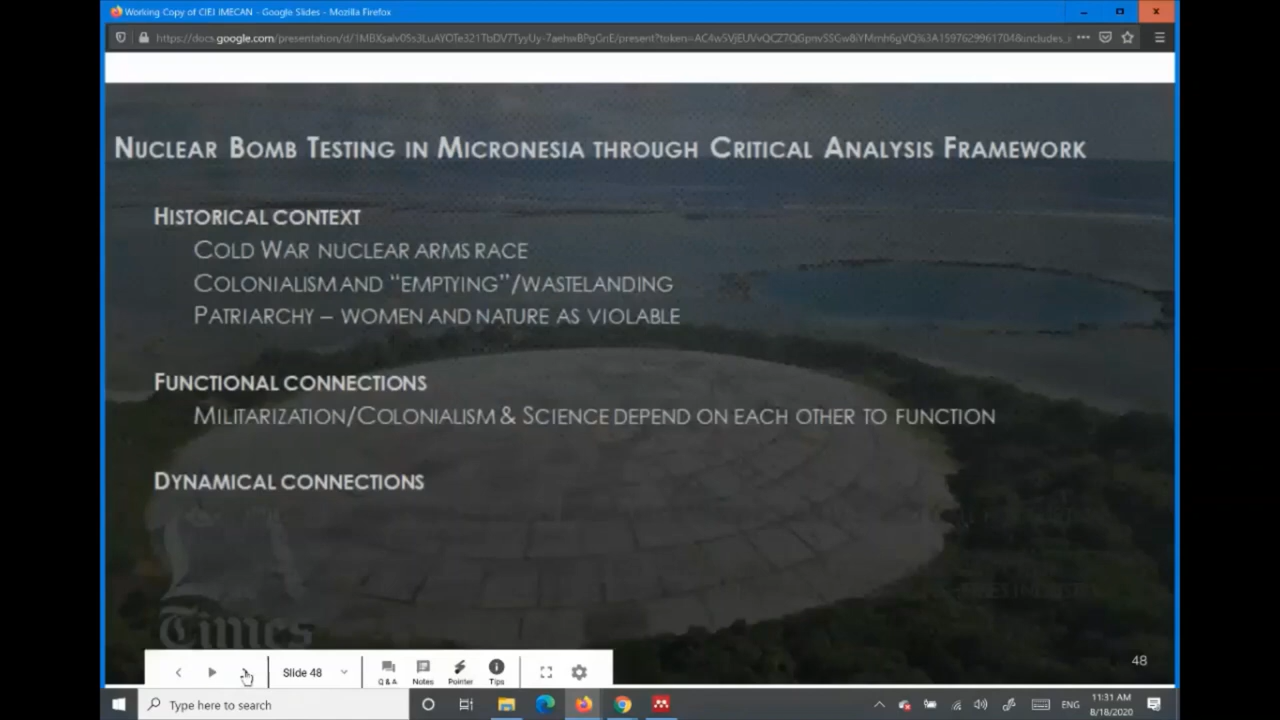 Working Copy of CIEJ IMECAN - Google Slides - Mozilla Firefox
NUCLEAR BOMB TESTING IN MICRONESIA THROUGH CRITICAL ANALYSIS FRAMEWORK
HISTORICAL CONTEXT
COLD WAR NUCLEAR ARMS RACE
COLONIALISM AND “EMPTYING”/WASTELANDING
PATRIARCHY – WOMEN AND NATURE AS VIOLABLE
FUNCTIONAL CONNECTIONS
MILITARIZATION/COLONIALISM & SCIENCE DEPEND ON EACH OTHER TO FUNCTION
DYNAMICAL CONNECTIONS
Times
48
Slide 48
Q & A Notes Pointer Tips
Type here to search
ENG
11:31 AM
8/18/2020